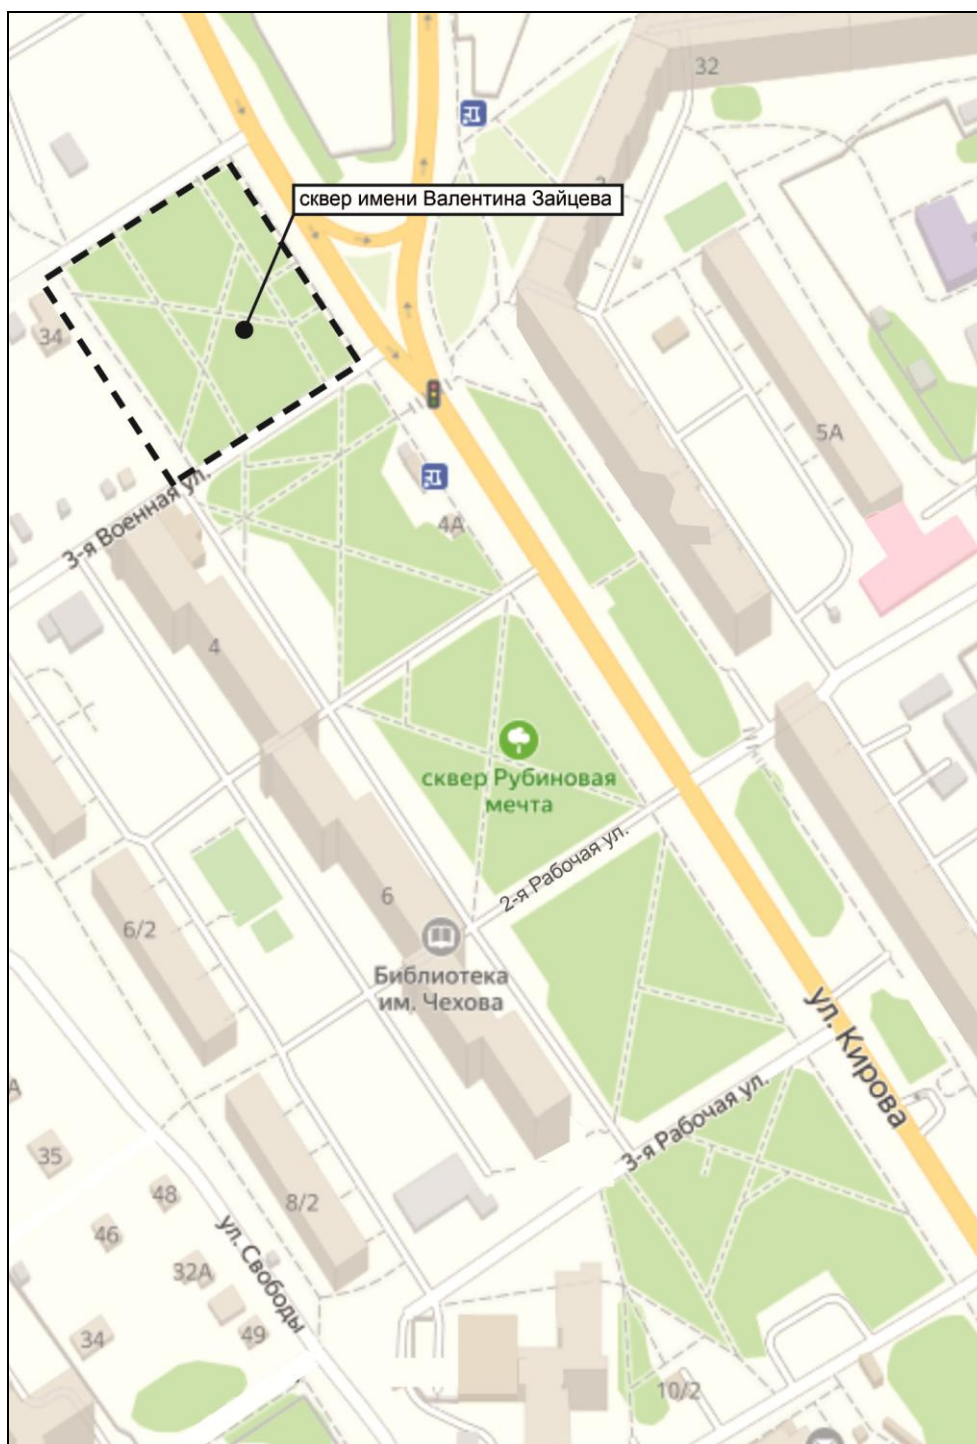 32
сквер имени Валентина Зайцева
34
5А
3-я Военная ул.
4А
4
сквер Рубиновая
мечта
2-я Рабочая ул.
6
6/2
Библиотека
им. Чехова
ул. Кирова
А
3-я Рабочая ул.
35
48
8/2
46
ул. Свободы
32А
34
49
10/2